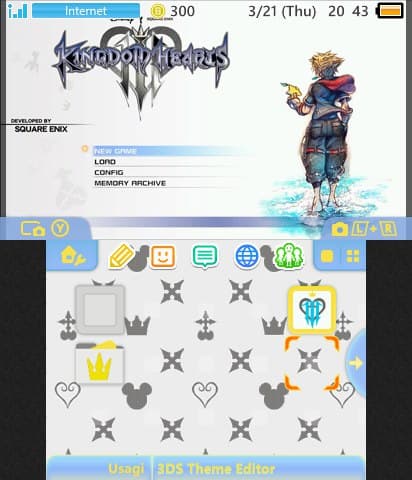 Internet 300 3/21 (Thu) 20 43
KINGDOM HEARTS
III
DEVELOPED BY
SQUARE ENIX
NEW GAME
LOAD
CONFIG
MEMORY ARCHIVE
Y L+R
Usagi 3DS Theme Editor